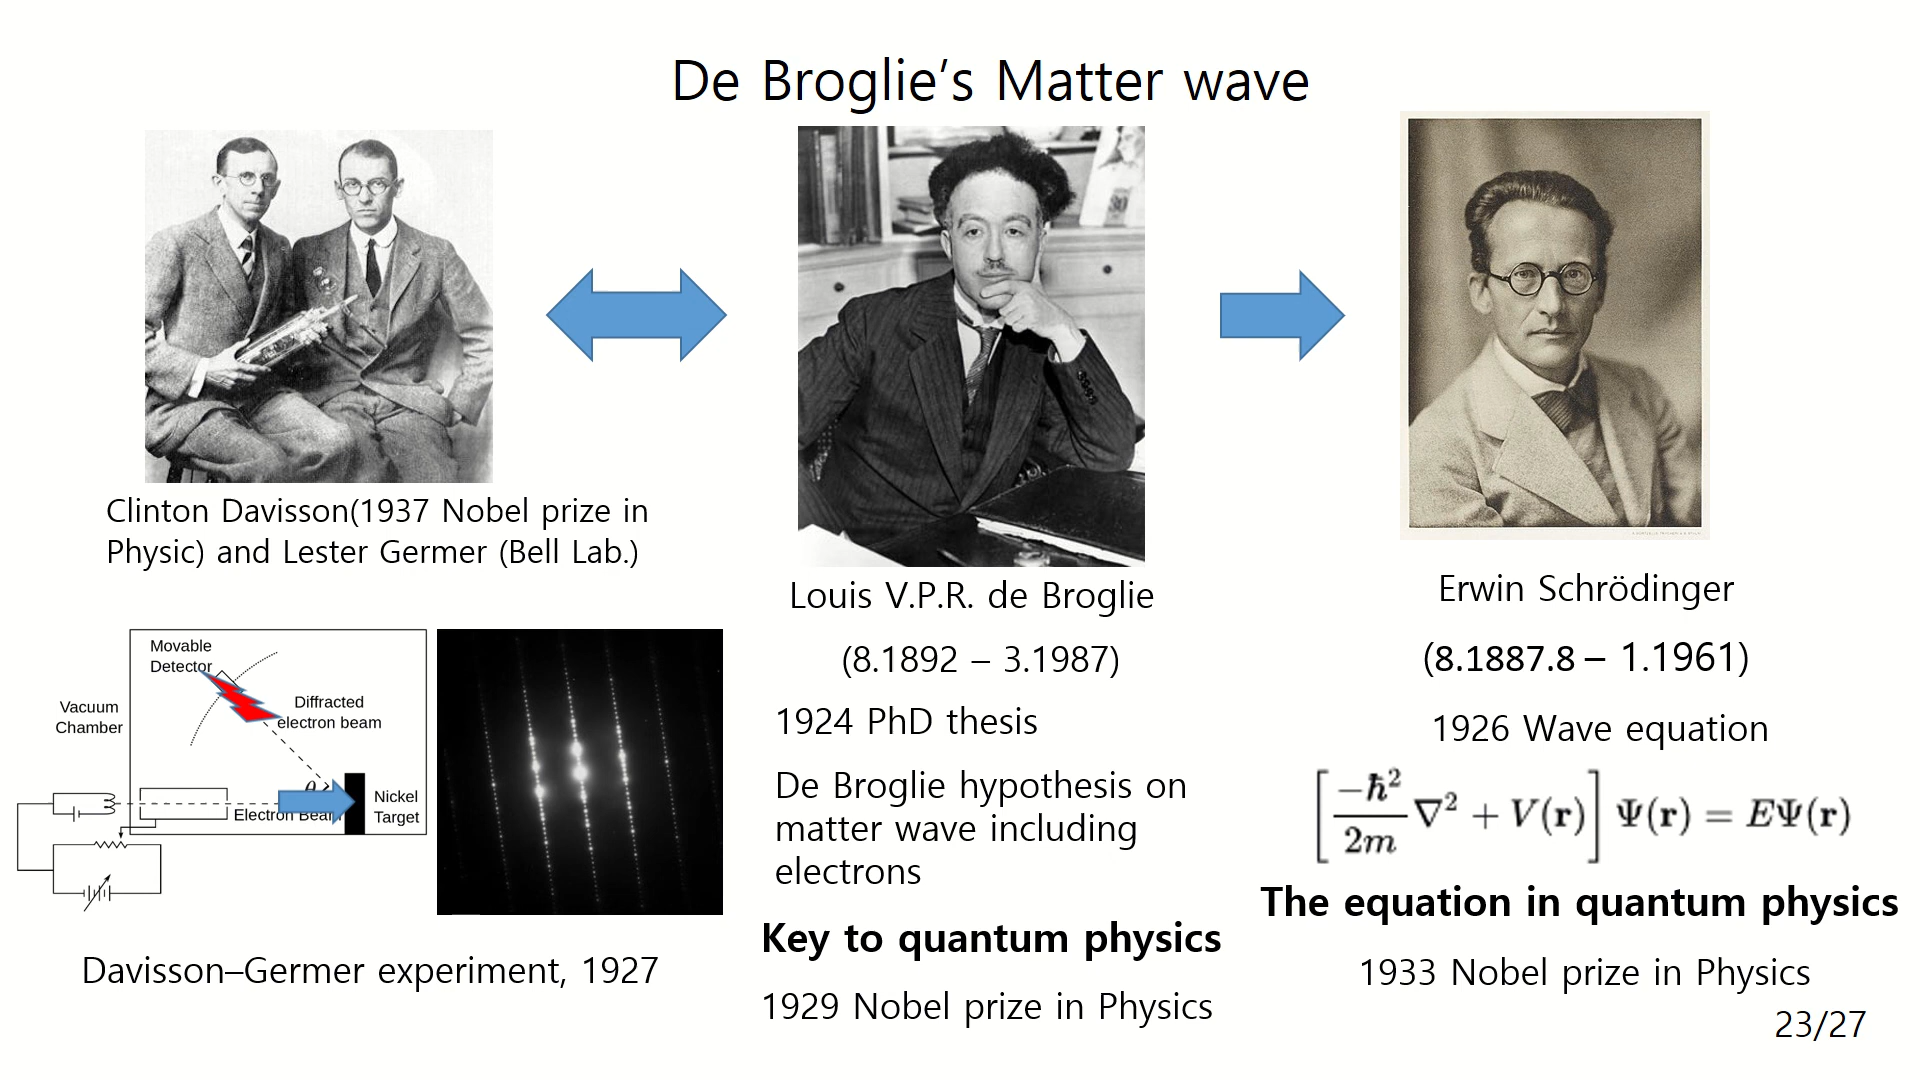 De Broglie’s Matter wave
Clinton Davisson(1937 Nobel prize in
Physic) and Lester Germer (Bell Lab.)
Movable
Detector
Vacuum
Chamber
Diffracted
electron beam
θ
Electron Beam
Nickel
Target
Davisson–Germer experiment, 1927
Louis V.P.R. de Broglie
(8.1892 – 3.1987)
1924 PhD thesis
De Broglie hypothesis on
matter wave including
electrons
Key to quantum physics
1929 Nobel prize in Physics
Erwin Schrödinger
(8.1887.8 – 1.1961)
1926 Wave equation
[-ħ²/2m ∇² + V(r)] Ψ(r) = EΨ(r)
The equation in quantum physics
1933 Nobel prize in Physics
23/27